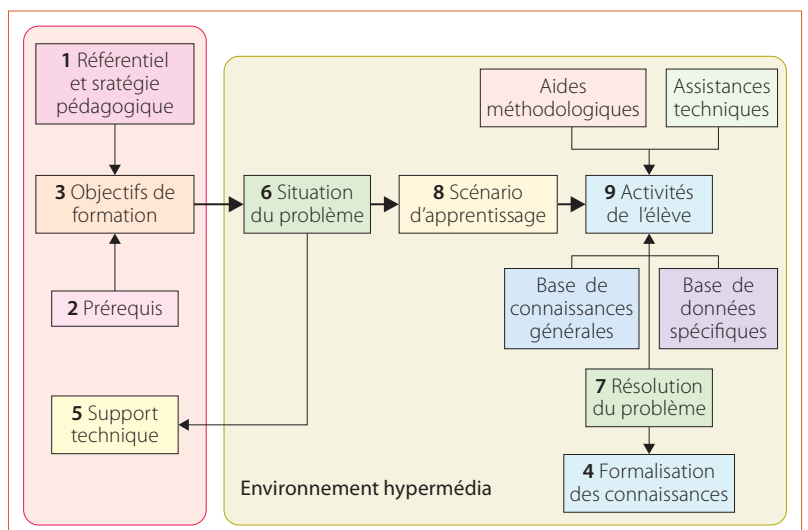 1 Référentiel
et sratégie
pédagogique
3 Objectifs de
formation
2 Prérequis
5 Support
technique
6 Situation
du problème
8 Scénario
d'apprentissage
Aides
méthodologiques
Assistances
techniques
9 Activités
de l'élève
Base de
connaissances
générales
Base de
données
spécifiques
7 Résolution
du problème
4 Formalisation
des connaissances
Environnement hypermédia